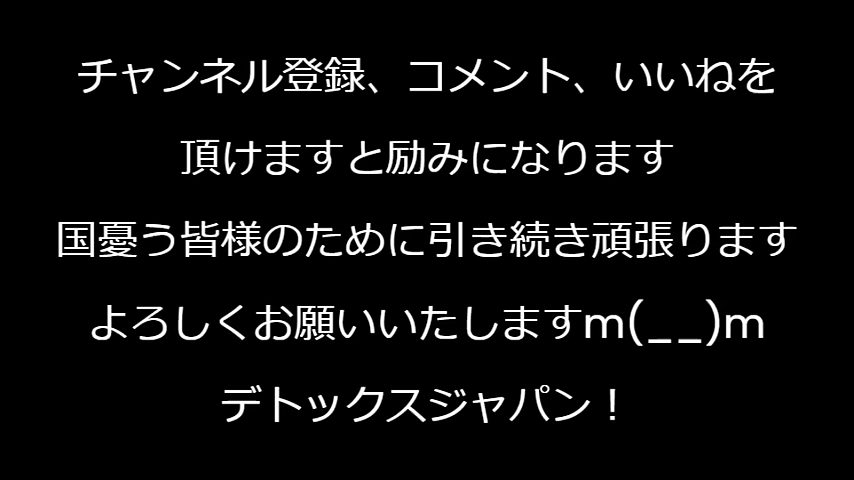 チャンネル登録、コメント、いいねを
頂けますと励みになります
国憂う皆様のために引き続き頑張ります
よろしくお願いいたしますm(__)m
デトックスジャパン！